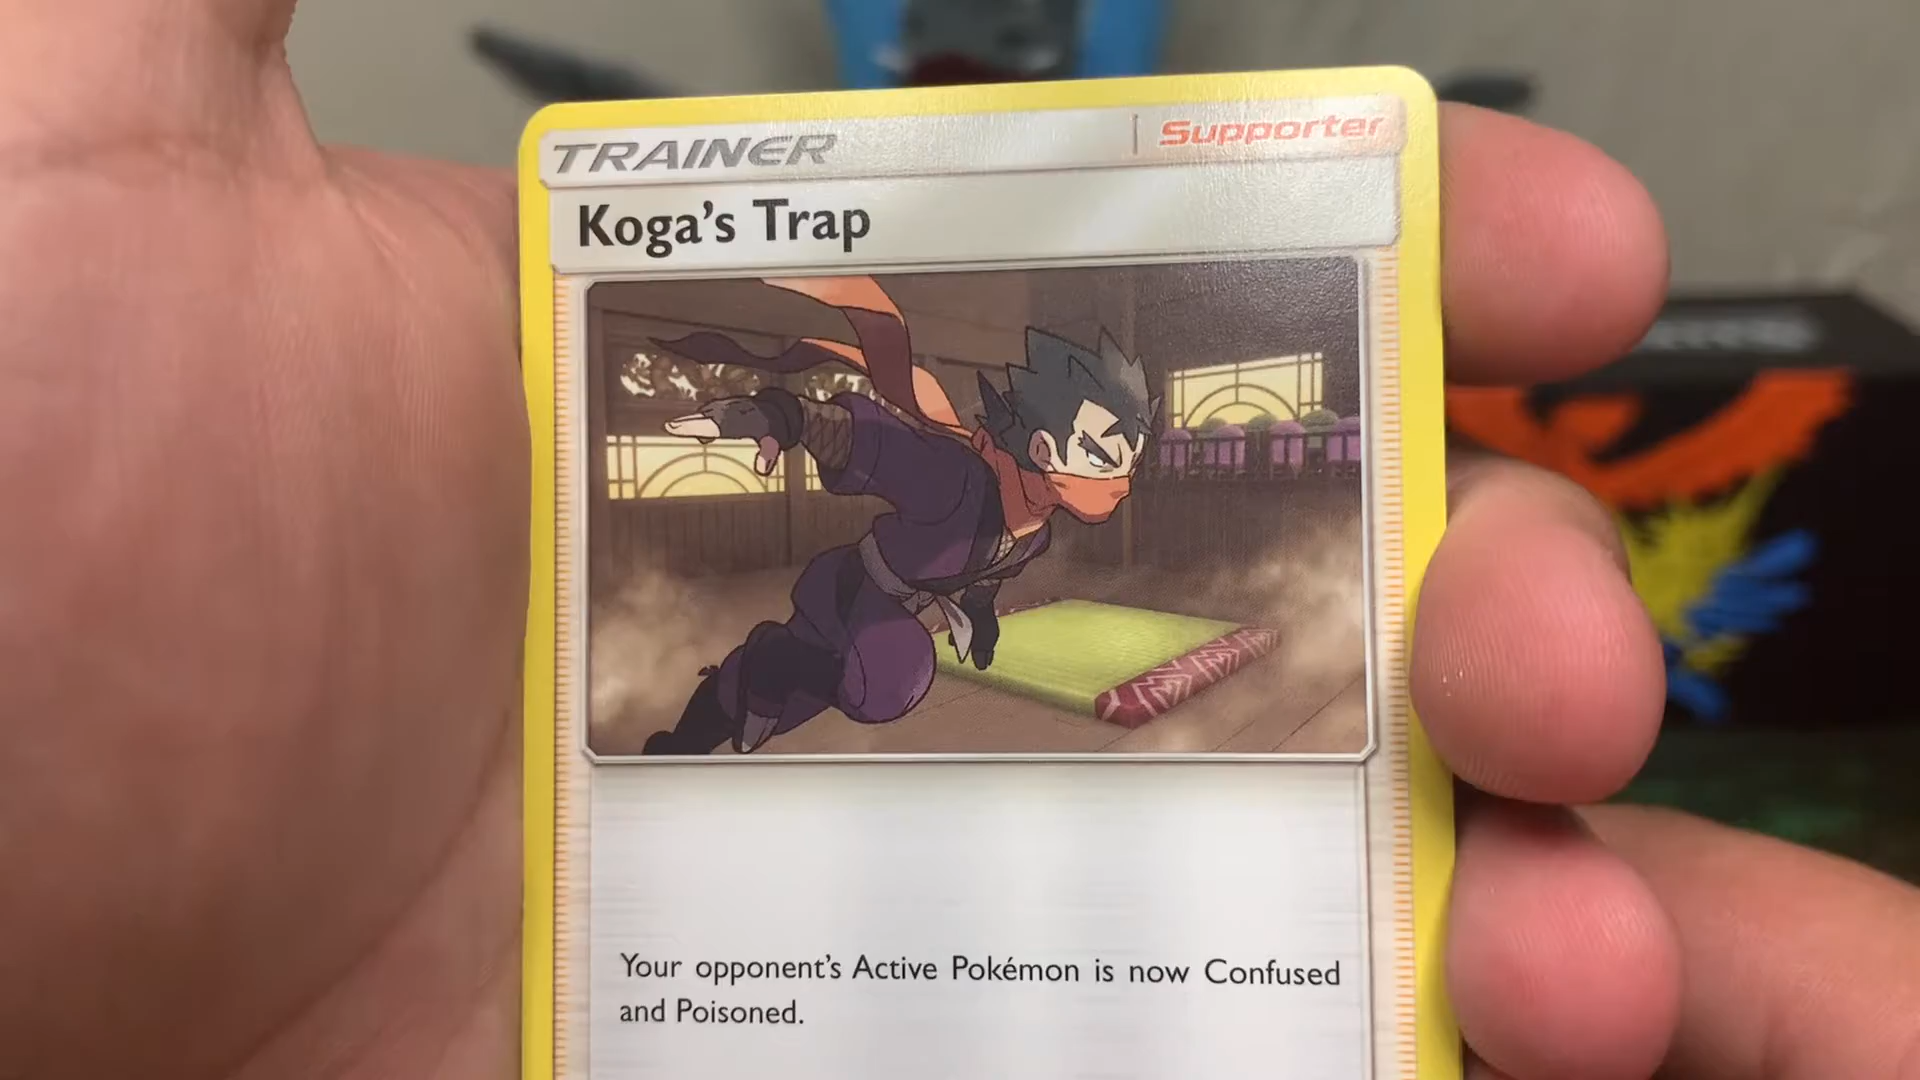 TRAINER
Supporter
Koga's Trap
Your opponent's Active Pokémon is now Confused
and Poisoned.